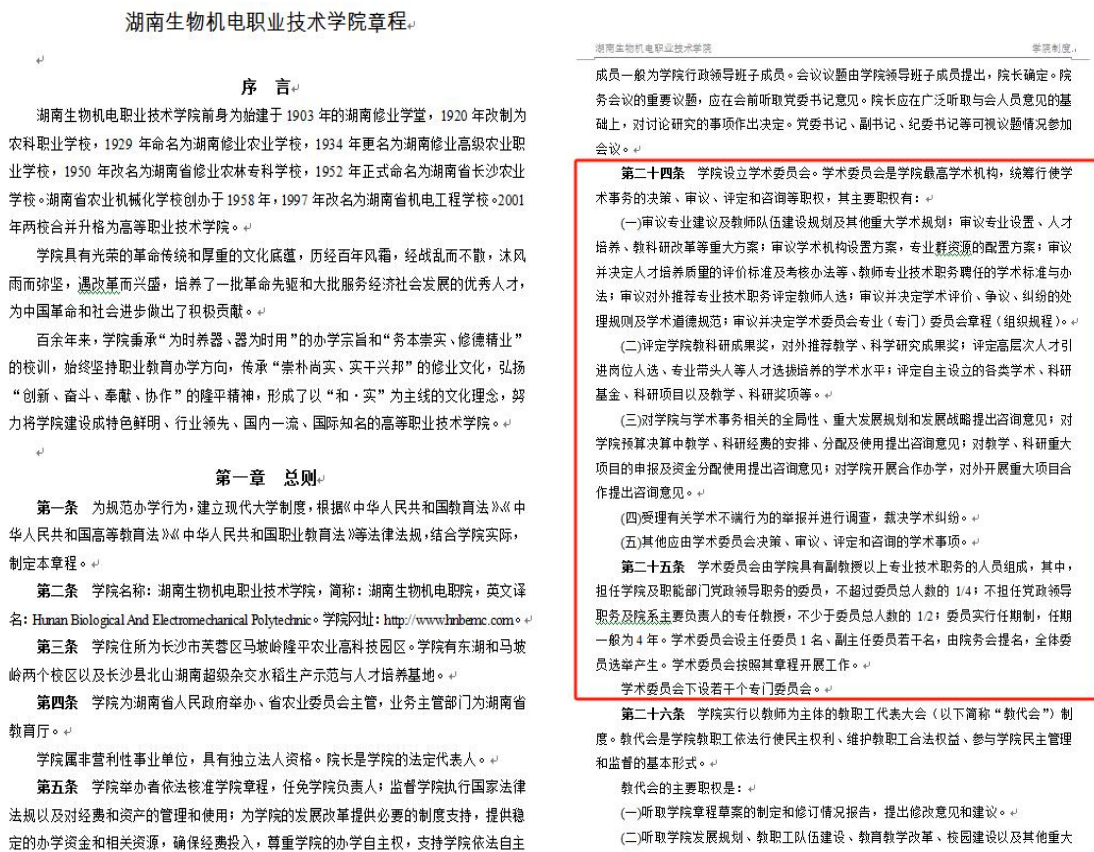 湖南生物机电职业技术学院章程
序 言
湖南生物机电职业技术学院前身为始建于 1903 年的湖南修业学堂，1920 年改制为
农科职业学校，1929 年命名为湖南修业农业学校，1934 年更名为湖南修业高级农业职
业学校，1950 年改名为湖南省修业农林专科学校，1952 年正式命名为湖南省长沙农业
学校。湖南省农业机械化学校创办于 1958 年，1997 年改名为湖南省机电工程学校。2001
年两校合并升格为高等职业技术学院。
学院具有光荣的革命传统和厚重的文化底蕴，历经百年风霜，经战乱而不散，沐风
雨而弥坚，遇改革而兴盛，培养了一批革命先驱和大批服务经济社会发展的优秀人才，
为中国革命和社会进步做出了积极贡献。
百余年来，学院秉承“为时养器、器为时用”的办学宗旨和“务本崇实、修德精业”
的校训，始终坚持职业教育办学方向，传承“崇朴尚实、实干兴邦”的修业文化，弘扬
“创新、奋斗、奉献、协作”的隆平精神，形成了以“和·实”为主线的文化理念，努
力将学院建设成特色鲜明、行业领先、国内一流、国际知名的高等职业技术学院。
第一章 总则
第一条 为规范办学行为，建立现代大学制度，根据《中华人民共和国教育法》《中
华人民共和国高等教育法》《中华人民共和国职业教育法》等法律法规，结合学院实际，
制定本章程。
第二条 学院名称：湖南生物机电职业技术学院，简称：湖南生物机电职院，英文译
名：Hunan Biological And Electromechanical Polytechnic。学院网址：http://www.hnbemc.com。
第三条 学院住所为长沙市芙蓉区马坡岭隆平农业高科技园区。学院有东湖和马坡
岭两个校区以及长沙县北山湖南超级杂交水稻生产示范与人才培养基地。
第四条 学院为湖南省人民政府举办、省农业委员会主管，业务主管部门为湖南省
教育厅。
学院属非营利性事业单位，具有独立法人资格。院长是学院的法定代表人。
第五条 学院举办者依法核准学院章程，任免学院负责人；监督学院执行国家法律
法规以及对经费和资产的管理和使用；为学院的发展改革提供必要的制度支持，提供稳
定的办学资金和相关资源，确保经费投入，尊重学院的办学自主权，支持学院依法自主
湖南生物机电职业技术学院 学院制度
成员一般为学院行政领导班子成员。会议议题由学院领导班子成员提出，院长确定。院
务会议的重要议题，应在会前听取党委书记意见。院长应在广泛听取与会人员意见的基
础上，对讨论研究的事项作出决定。党委书记、副书记、纪委书记等可视议题情况参加
会议。
第二十四条 学院设立学术委员会。学术委员会是学院最高学术机构，统筹行使学
术事务的决策、审议、评定和咨询等职权，其主要职权有：
(一)审议专业建议及教师队伍建设规划及其他重大学术规划；审议专业设置、人才
培养、教科研改革等重大方案；审议学术机构设置方案，专业群资源的配置方案；审议
并决定人才培养质量的评价标准及考核办法等、教师专业技术职务聘任的学术标准与办
法；审议对外推荐专业技术职务评定教师人选；审议并决定学术评价、争议、纠纷的处
理规则及学术道德规范；审议并决定学术委员会专业（专门）委员会章程（组织规程）。
(二)评定学院教科研成果奖，对外推荐教学、科学研究成果奖；评定高层次人才引
进岗位人选、专业带头人等人才选拔培养的学术水平；评定自主设立的各类学术、科研
基金、科研项目以及教学、科研奖项等。
(三)对学院与学术事务相关的全局性、重大发展规划和发展战略提出咨询意见；对
学院预算决算中教学、科研经费的安排、分配及使用提出咨询意见；对教学、科研重大
项目的申报及资金分配使用提出咨询意见；对学院开展合作办学，对外开展重大项目合
作提出咨询意见。
(四)受理有关学术不端行为的举报并进行调查，裁决学术纠纷。
(五)其他应由学术委员会决策、审议、评定和咨询的学术事项。
第二十五条 学术委员会由学院具有副教授以上专业技术职务的人员组成，其中，
担任学院及职能部门党政领导职务的委员，不超过委员总人数的 1/4；不担任党政领导
职务及院系主要负责人的专任教授，不少于委员总人数的 1/2；委员实行任期制，任期
一般为 4 年。学术委员会设主任委员 1 名、副主任委员若干名，由院务会提名，全体委
员选举产生。学术委员会按照其章程开展工作。
学术委员会下设若干个专门委员会。
第二十六条 学院实行以教师为主体的教职工代表大会（以下简称“教代会”）制
度。教代会是学院教职工依法行使民主权利、维护教职工合法权益、参与学院民主管理
和监督的基本形式。
教代会的主要职权是：
(一)听取学院章程草案的制定和修订情况报告，提出修改意见和建议。
(二)听取学院发展规划、教职工队伍建设、教育教学改革、校园建设以及其他重大